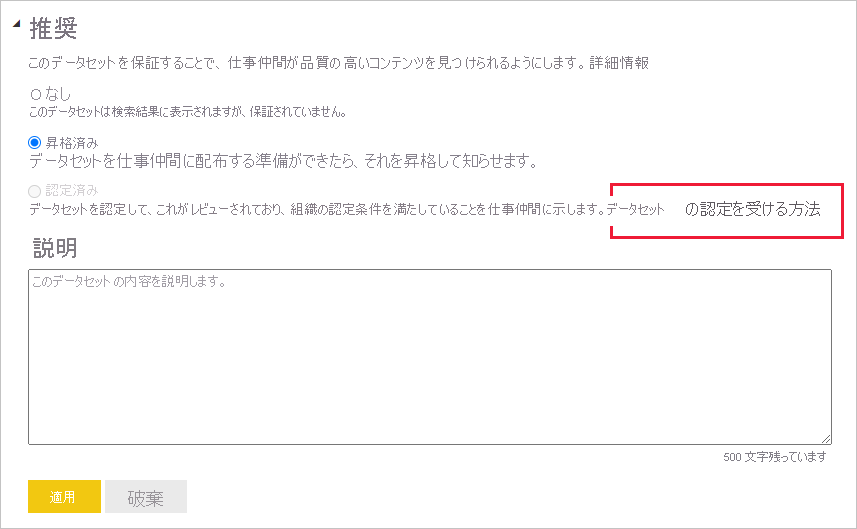 推奨
このデータセットを保証することで、仕事仲間が品質の高いコンテンツを見つけられるようにします。詳細情報
なし
このデータセットは検索結果に表示されますが、保証されていません。
昇格済み
データセットを仕事仲間に配布する準備ができたら、それを昇格して知らせます。
認定済み
データセットを認定して、これがレビューされており、組織の認定条件を満たしていることを仕事仲間に示します。データセット の認定を受ける方法
説明
このデータセットの内容を説明します。
500 文字残っています
適用 破棄